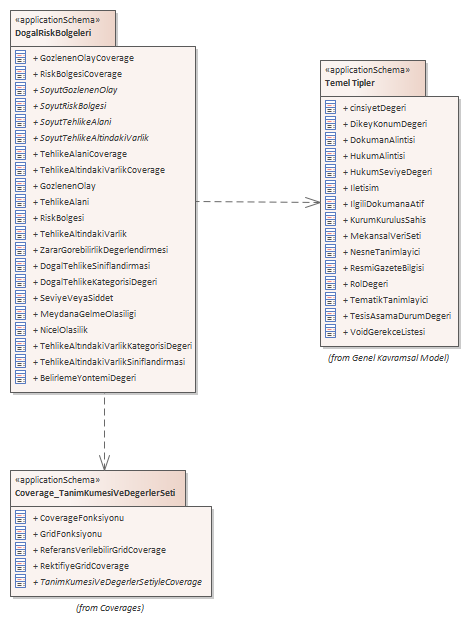 «applicationSchema»
DogalRiskBolgeleri
+ GozlenenOlayCoverage
+ RiskBolgesiCoverage
+ SoyutGozlenenOlay
+ SoyutRiskBolgesi
+ SoyutTehlikeAlani
+ SoyutTehlikeAltindakiVarlik
+ TehlikeAlaniCoverage
+ TehlikeAltindakiVarlikCoverage
+ GozlenenOlay
+ TehlikeAlani
+ RiskBolgesi
+ TehlikeAltindakiVarlik
+ ZararGorebilirlikDegerlendirmesi
+ DogalTehlikeSiniflandirmasi
+ DogalTehlikeKategorisiDegeri
+ SeviyeVeyaSiddet
+ MeydanaGelmeOlasiligi
+ NicelOlasilik
+ TehlikeAltndakiVarlikKategorisiDegeri
+ TehlikeAltındakiVarlikSiniflandirmasi
+ BelirlemeYontemiDegeri
«applicationSchema»
Temel Tipler
+ cinsiyetDegeri
+ DikeyKonumDegeri
+ DokumanAlintisi
+ HukumAlintisi
+ HukumSeviyeDegeri
+ Iletisim
+ IlgiliDokumanaAtif
+ KurumKurulusSahis
+ MekansalVeriSeti
+ NesneTanimlayici
+ ResmiGazeteBilgisi
+ RolDegeri
+ TematikTanimlayici
+ TesisAsamaDurumDegeri
+ VoidGerekceListesi
(from Genel Kavramsal Model)
«applicationSchema»
Coverage_TanimKumesiVeDegerlerSeti
+ CoverageFonksiyonu
+ GridFonksiyonu
+ ReferansVerilebilirGridCoverage
+ RektifiyeGridCoverage
+ TanimKumesiVeDegerlerSetiyleCoverage
(from Coverages)